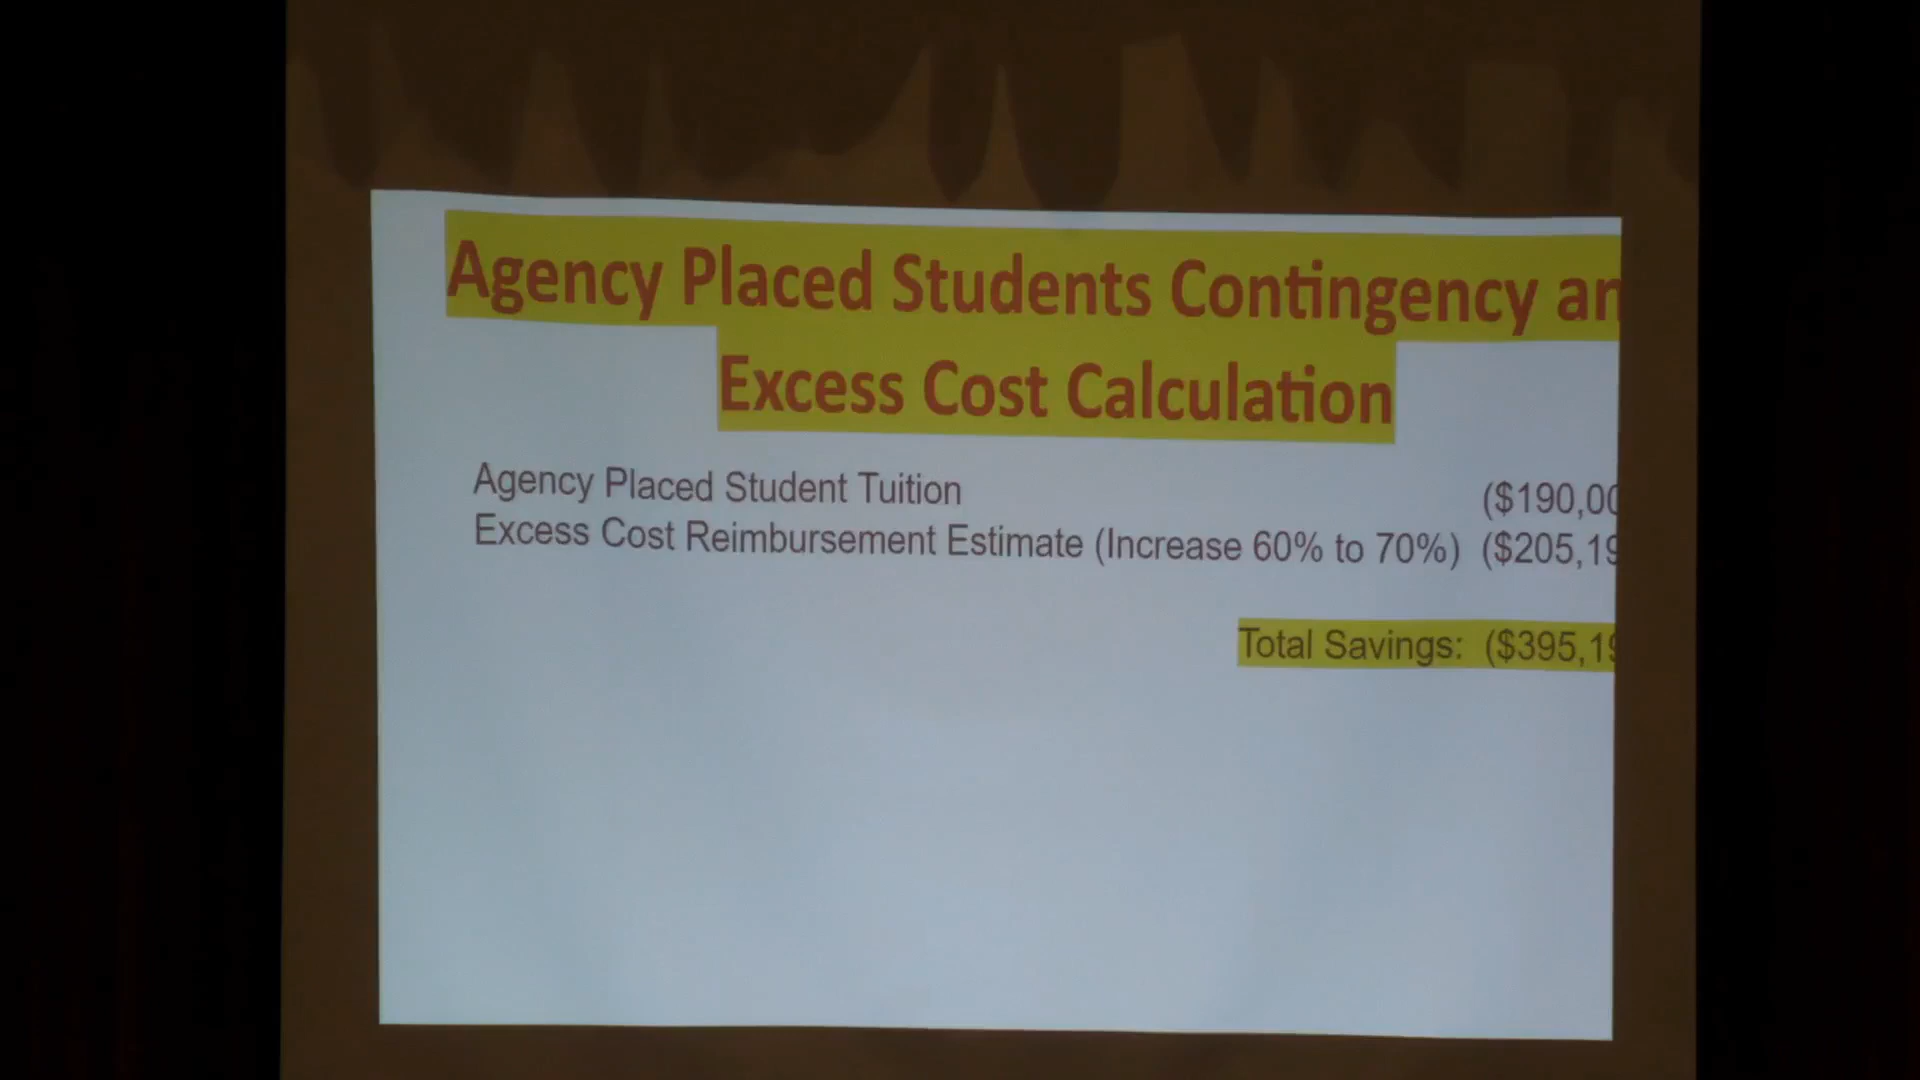 Agency Placed Students Contingency an
Excess Cost Calculation
Agency Placed Student Tuition ($190,00
Excess Cost Reimbursement Estimate (Increase 60% to 70%) ($205,19
Total Savings: ($395,19